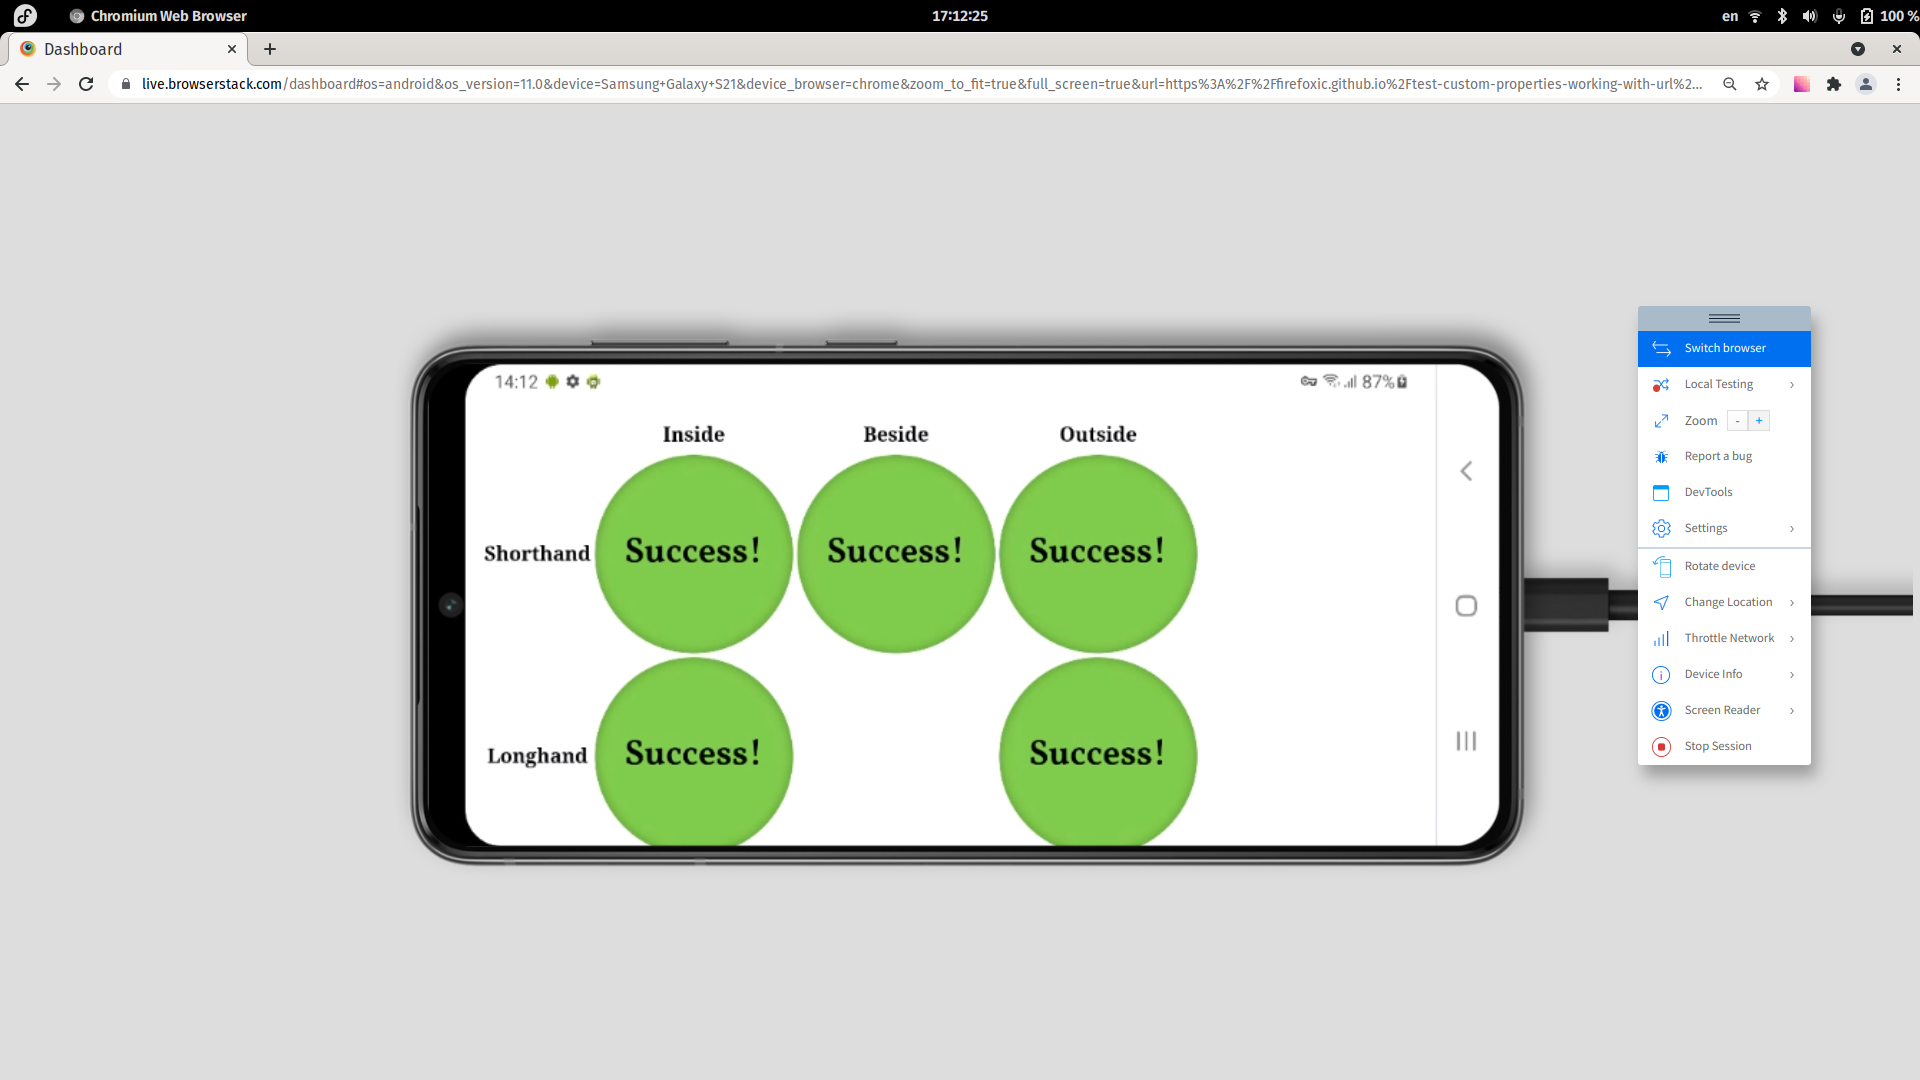 Chromium Web Browser
17:12:25
en
100 %
Dashboard
live.browserstack.com/dashboard#os=android&os_version=11.0&device=Samsung+Galaxy+S21&device_browser=chrome&zoom_to_fit=true&full_screen=true&url=https%3A%2F%2Ffirefoxic.github.io%2Ftest-custom-properties-working-with-url%2...
14:12
87%
Inside Beside Outside
Shorthand Success! Success! Success!
Longhand Success! Success!
Switch browser
Local Testing
Zoom - +
Report a bug
DevTools
Settings
Rotate device
Change Location
Throttle Network
Device Info
Screen Reader
Stop Session